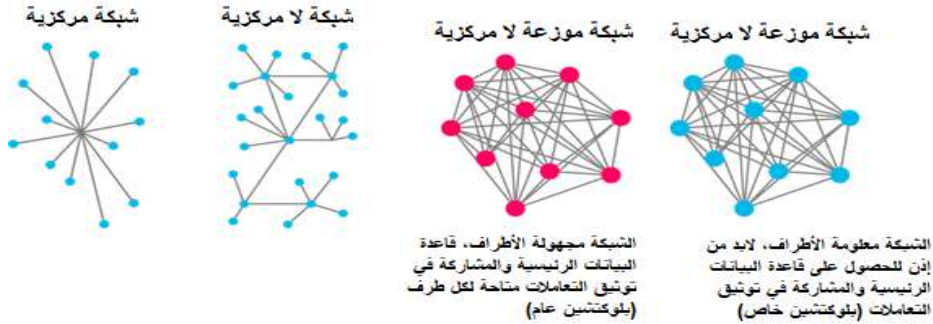 شبكة موزعة لا مركزية
الشبكة معلومة الأطراف، لابد من
إذن للحصول على قاعدة البيانات
الرئيسية والمشاركة في توثيق
التعاملات (بلوكتشين خاص)
شبكة موزعة لا مركزية
الشبكة مجهولة الأطراف، قاعدة
البيانات الرئيسية والمشاركة في
توثيق التعاملات متاحة لكل طرف
(بلوكتشين عام)
شبكة لا مركزية
شبكة مركزية